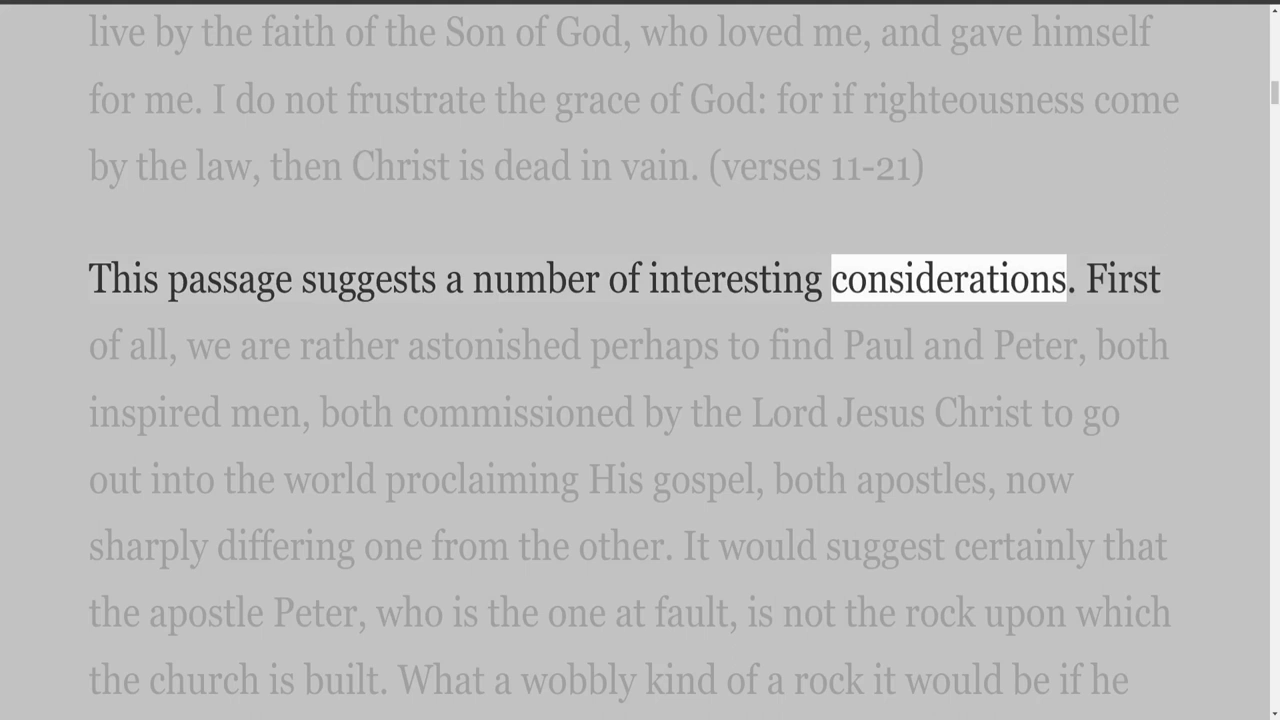 live by the faith of the Son of God, who loved me, and gave himself
for me. I do not frustrate the grace of God: for if righteousness come
by the law, then Christ is dead in vain. (verses 11-21)
This passage suggests a number of interesting considerations. First
of all, we are rather astonished perhaps to find Paul and Peter, both
inspired men, both commissioned by the Lord Jesus Christ to go
out into the world proclaiming His gospel, both apostles, now
sharply differing one from the other. It would suggest certainly that
the apostle Peter, who is the one at fault, is not the rock upon which
the church is built. What a wobbly kind of a rock it would be if he